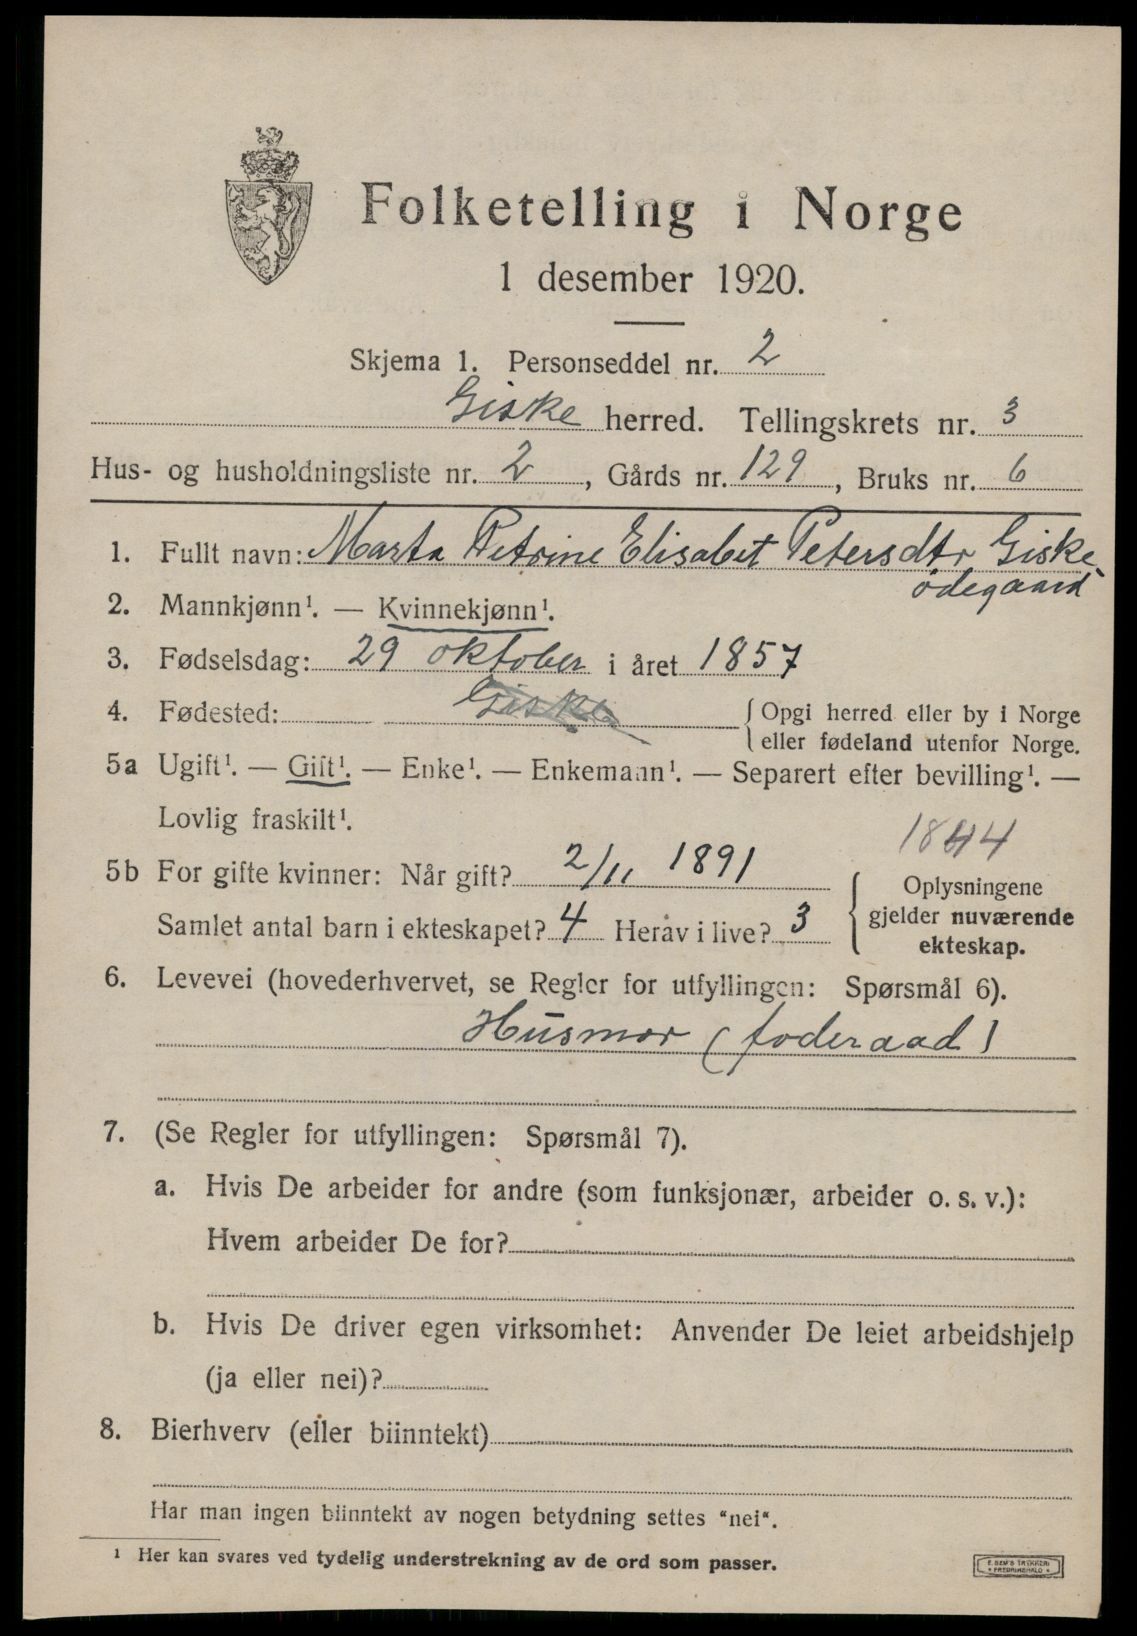 Folketelling i Norge
1 desember 1920.
Skjema 1. Personseddel nr. 2
Giske herred. Tellingskrets nr. 3
Hus- og husholdningsliste nr. 2, Gårds nr. 129, Bruks nr. 6
1. Fullt navn: Marta Petrine Elisabet Petersdtr Giske
ødegaard
2. Mannkjønn¹. — Kvinnekjønn¹.
3. Fødselsdag: 29 oktober i året 1857
4. Fødested: Giske { Opgi herred eller by i Norge
eller fødeland utenfor Norge.
5a Ugift¹. — Gift¹. — Enke¹. — Enkemann¹. — Separert efter bevilling¹. —
Lovlig fraskilt¹.
1844
5b For gifte kvinner: Når gift? 2/11 1891
Samlet antal barn i ekteskapet? 4 Herav i live? 3
{ Oplysningene
gjelder nuværende
ekteskap.
6. Levevei (hovederhvervet, se Regler for utfyllingen: Spørsmål 6).
Husmor (foderaad)
7. (Se Regler for utfyllingen: Spørsmål 7).
a. Hvis De arbeider for andre (som funksjonær, arbeider o. s. v.):
Hvem arbeider De for?
b. Hvis De driver egen virksomhet: Anvender De leiet arbeidshjelp
(ja eller nei)?
8. Bierhverv (eller biinntekt)
Har man ingen biinntekt av nogen betydning settes "nei".
¹ Her kan svares ved tydelig understrekning av de ord som passer.
E. SEM'S TRYKKERI
FREDRIKSHALD